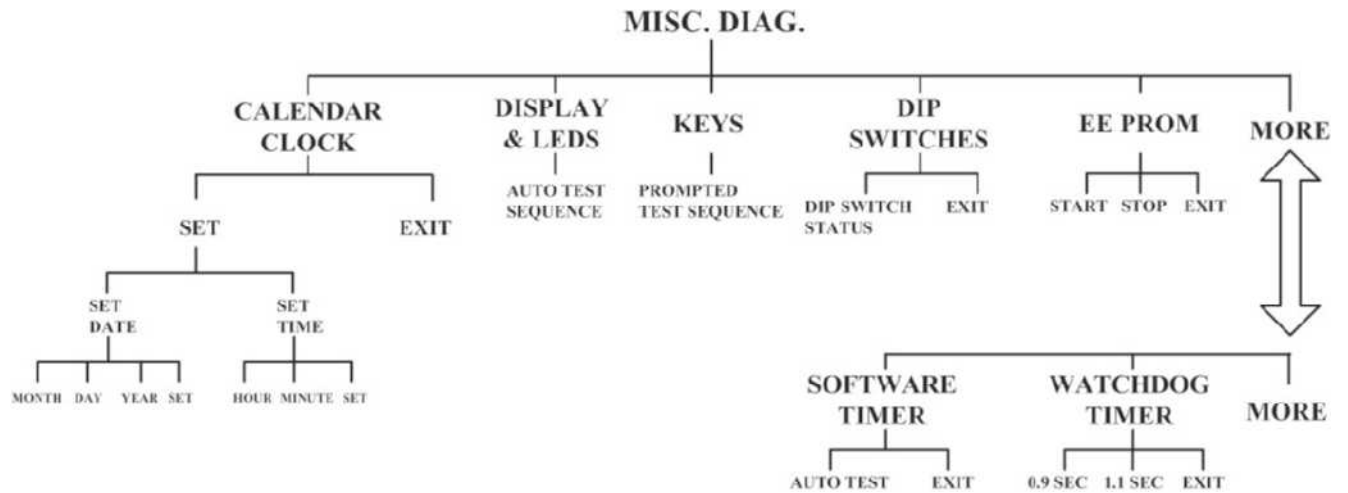 MISC. DIAG.
CALENDAR
CLOCK
DISPLAY
& LEDS
KEYS
DIP
SWITCHES
EE PROM
MORE
AUTO TEST
SEQUENCE
PROMPTED
TEST SEQUENCE
DIP SWITCH
STATUS
EXIT
START STOP EXIT
SET
EXIT
SET
DATE
SET
TIME
MONTH DAY YEAR SET
HOUR MINUTE SET
SOFTWARE
TIMER
WATCHDOG
TIMER
MORE
AUTO TEST EXIT
0.9 SEC 1.1 SEC EXIT